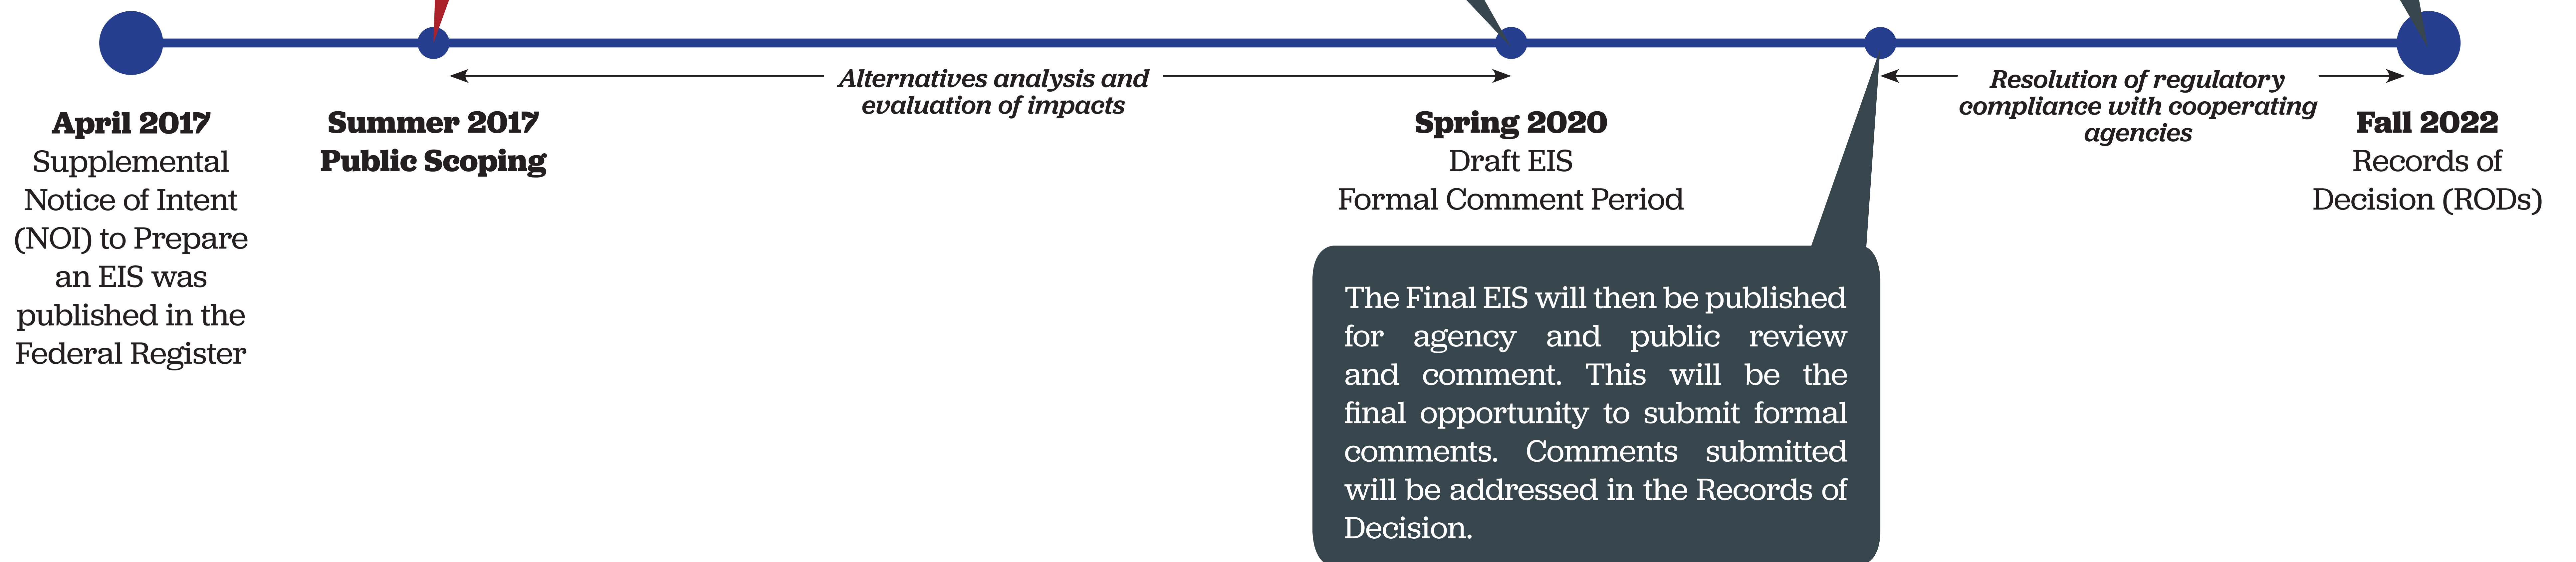 Alternatives analysis and
evaluation of impacts
Resolution of regulatory
compliance with cooperating
agencies
April 2017
Supplemental
Notice of Intent
(NOI) to Prepare
an EIS was
published in the
Federal Register
Summer 2017
Public Scoping
Spring 2020
Draft EIS
Formal Comment Period
Fall 2022
Records of
Decision (RODs)
The Final EIS will then be published
for agency and public review
and comment. This will be the
final opportunity to submit formal
comments. Comments submitted
will be addressed in the Records of
Decision.